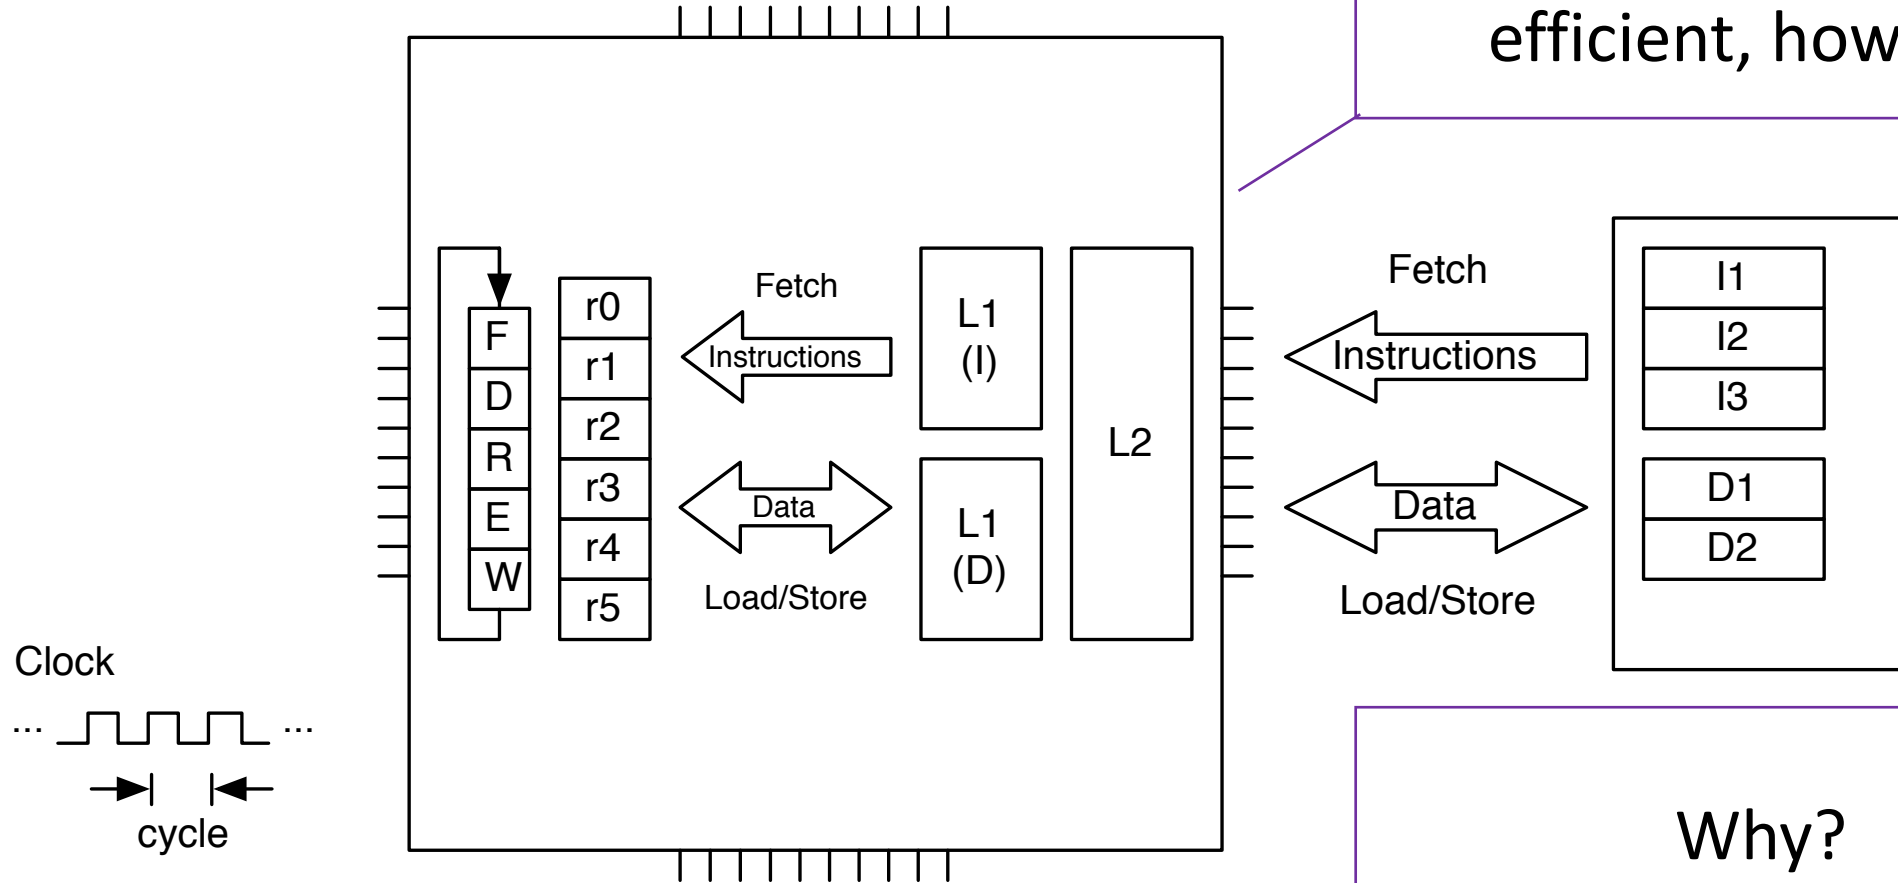 efficient, how
F
D
R
E
W
r0
r1
r2
r3
r4
r5
Fetch
Instructions
Data
Load/Store
L1
(I)
L1
(D)
L2
Fetch
Instructions
Data
Load/Store
I1
I2
I3
D1
D2
Clock
... ...
cycle
Why?